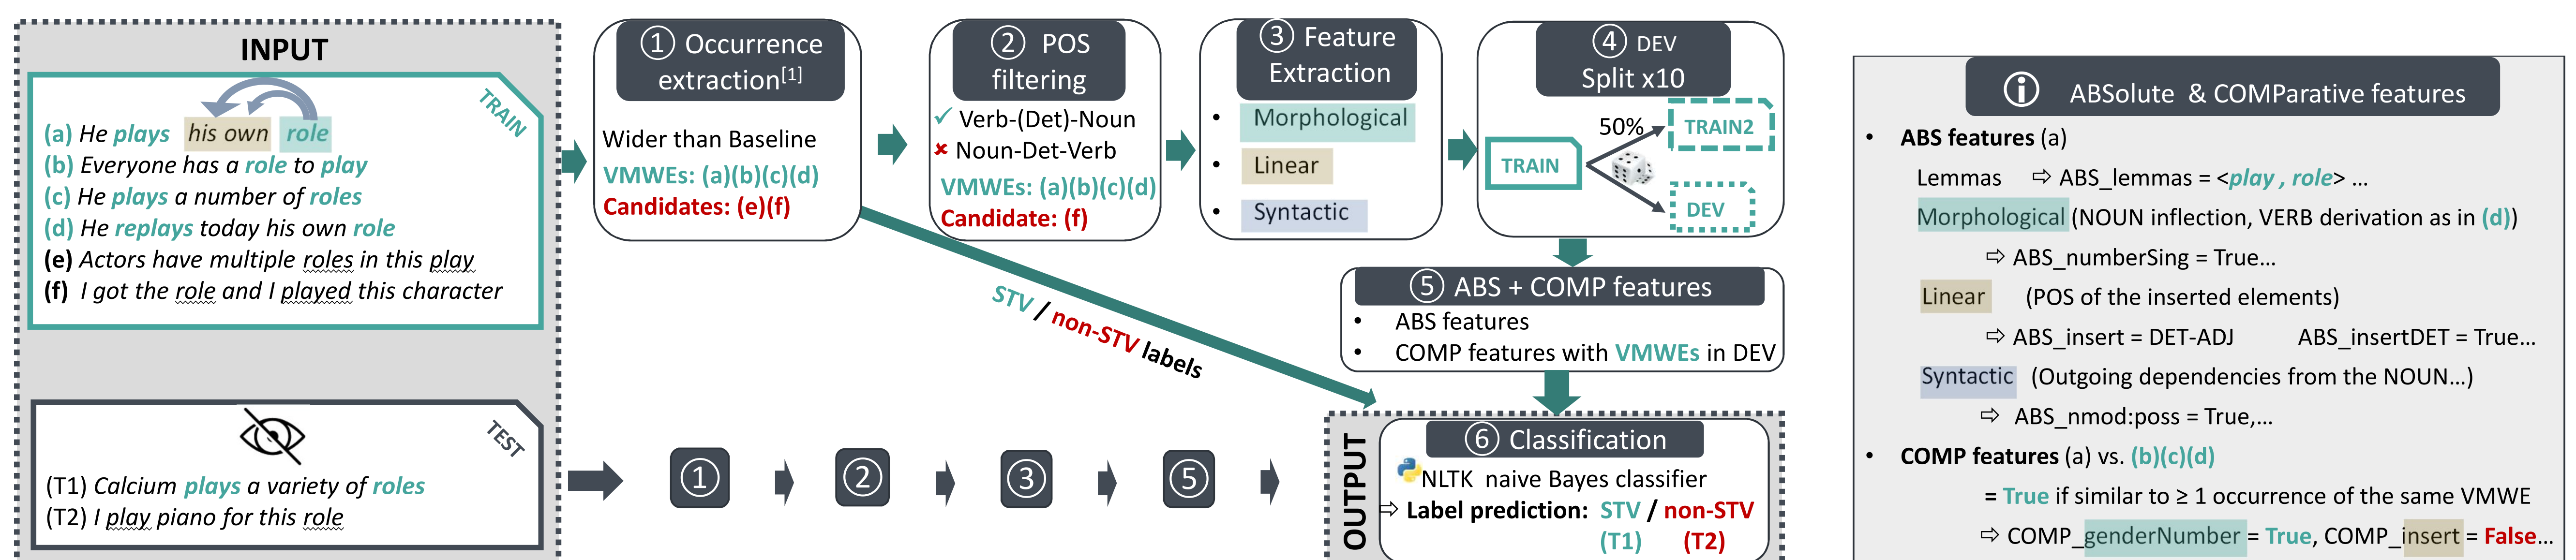 INPUT
TRAIN
(a) He plays his own role
(b) Everyone has a role to play
(c) He plays a number of roles
(d) He replays today his own role
(e) Actors have multiple roles in this play
(f) I got the role and I played this character
TEST
(T1) Calcium plays a variety of roles
(T2) I play piano for this role
① Occurrence
extraction[1]
Wider than Baseline
VMWEs: (a)(b)(c)(d)
Candidates: (e)(f)
② POS
filtering
✓ Verb-(Det)-Noun
✘ Noun-Det-Verb
VMWEs: (a)(b)(c)(d)
Candidate: (f)
③ Feature
Extraction
• Morphological
• Linear
• Syntactic
④ DEV
Split x10
50%
TRAIN
TRAIN2
DEV
STV / non-STV labels
⑤ ABS + COMP features
• ABS features
• COMP features with VMWEs in DEV
① ② ③ ⑤
OUTPUT
⑥ Classification
NLTK naive Bayes classifier
⇨ Label prediction: STV / non-STV
(T1) (T2)
ⓘ ABSolute & COMParative features
• ABS features (a)
Lemmas ⇨ ABS_lemmas = <play , role> ...
Morphological (NOUN inflection, VERB derivation as in (d))
⇨ ABS_numberSing = True...
Linear (POS of the inserted elements)
⇨ ABS_insert = DET-ADJ ABS_insertDET = True...
Syntactic (Outgoing dependencies from the NOUN...)
⇨ ABS_nmod:poss = True,...
• COMP features (a) vs. (b)(c)(d)
= True if similar to ≥ 1 occurrence of the same VMWE
⇨ COMP_genderNumber = True, COMP_insert = False...